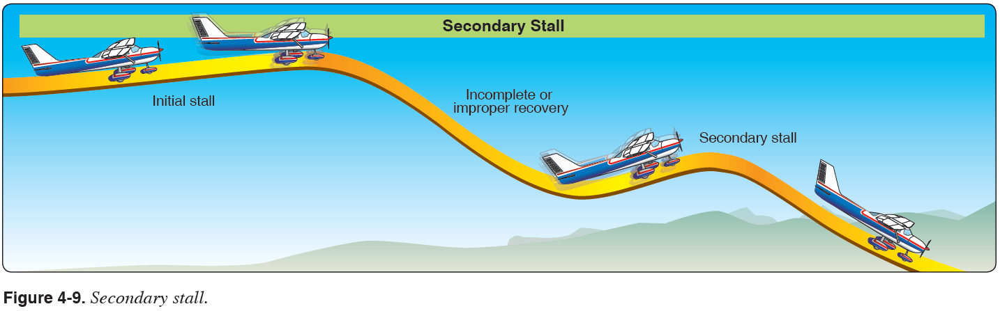 Secondary Stall
Initial stall
Incomplete or
improper recovery
Secondary stall
Figure 4-9. Secondary stall.